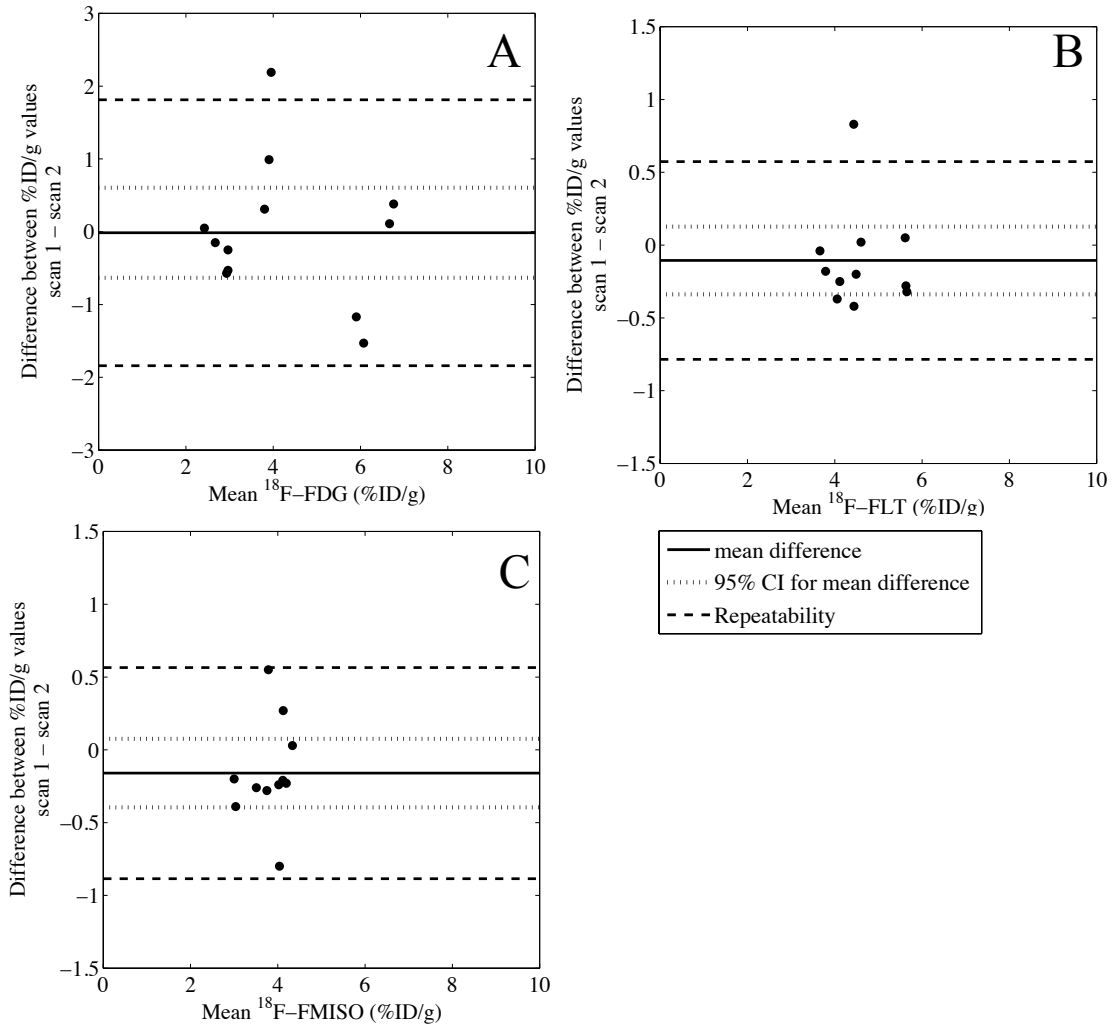 A
3
2
1
0
−1
−2
−3
0 2 4 6 8 10
Difference between %ID/g values
scan 1 − scan 2
Mean 18F−FDG (%ID/g)
B
1.5
1
0.5
0
−0.5
−1
−1.5
0 2 4 6 8 10
Difference between %ID/g values
scan 1 − scan 2
Mean 18F−FLT (%ID/g)
C
1.5
1
0.5
0
−0.5
−1
−1.5
0 2 4 6 8 10
Difference between %ID/g values
scan 1 − scan 2
Mean 18F−FMISO (%ID/g)
mean difference
95% CI for mean difference
Repeatability